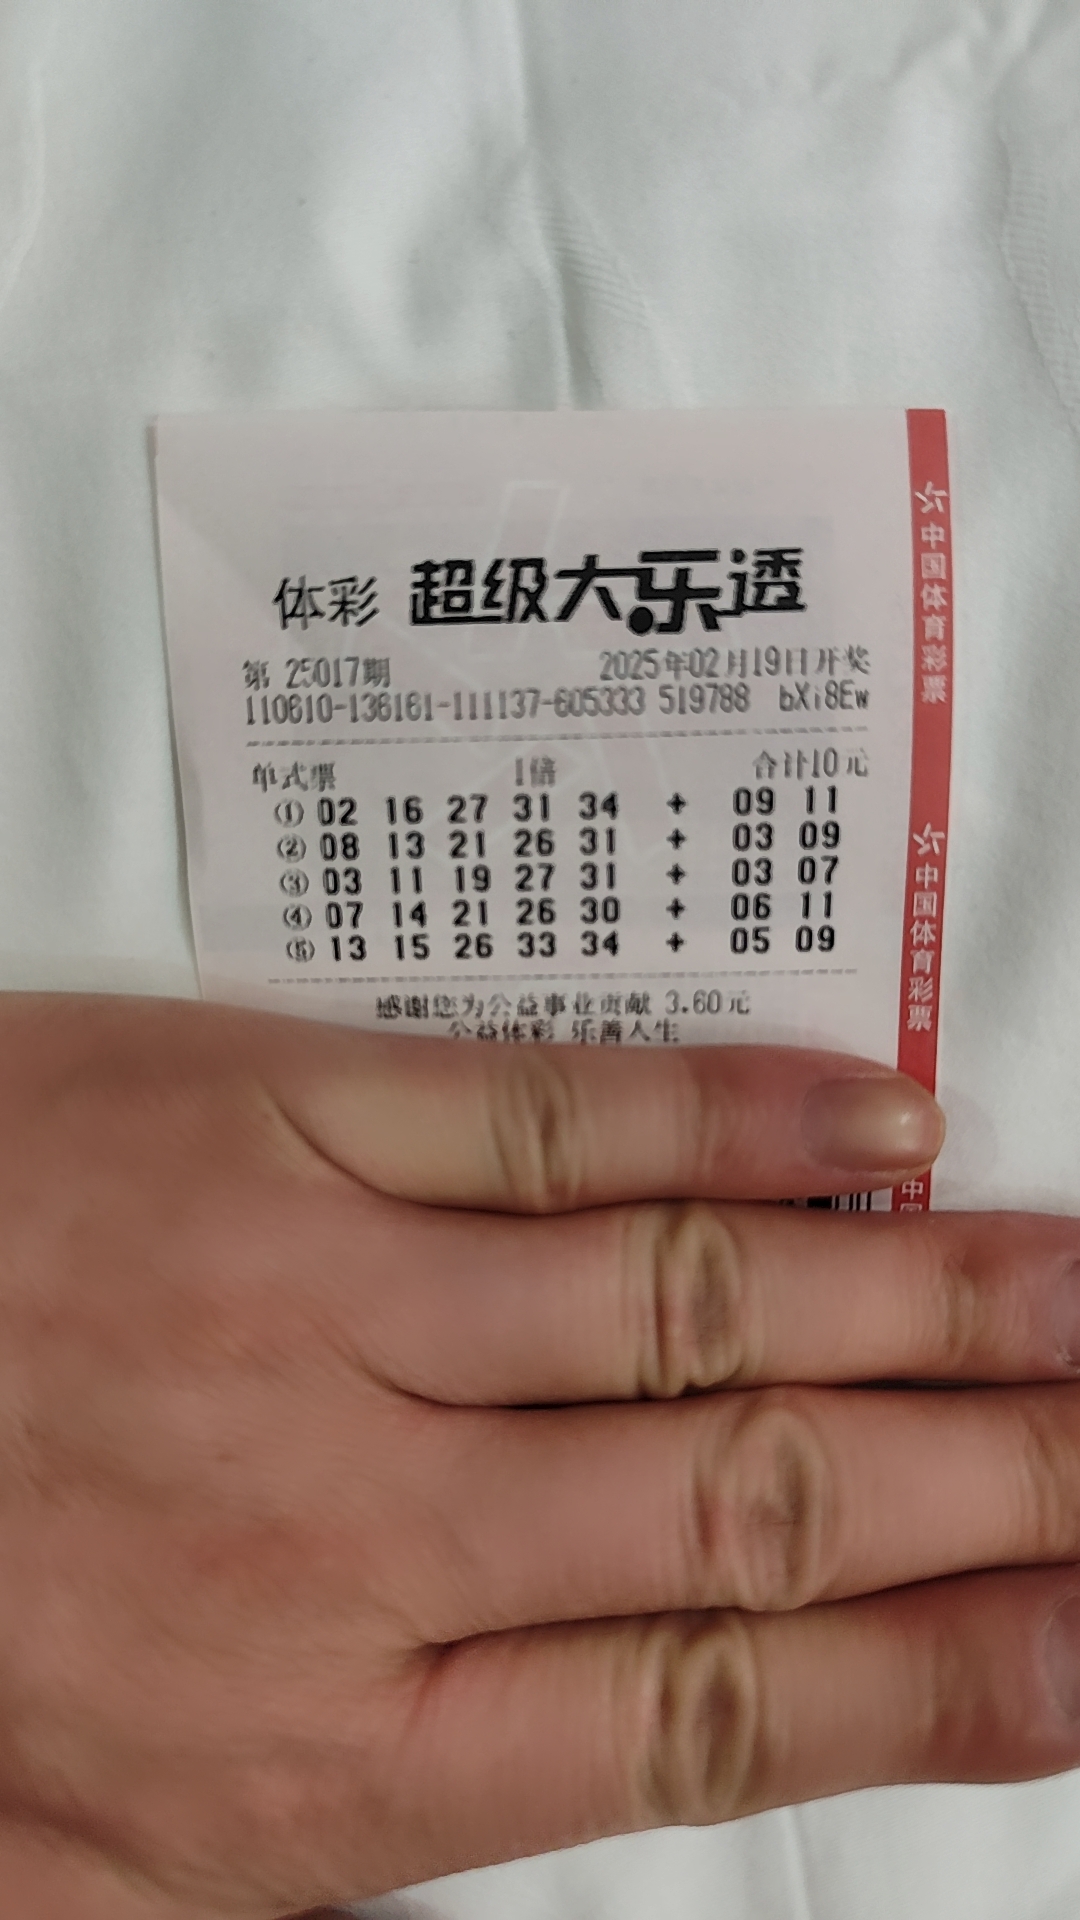 体彩 超级大乐透
第 25017期 2025年02月19日开奖
110610-136161-111137-605333 519788 bXi8Ew
单式票 1倍 合计10元
① 02 16 27 31 34 + 09 11
② 08 13 21 26 31 + 03 09
③ 03 11 19 27 31 + 03 07
④ 07 14 21 26 30 + 06 11
⑤ 13 15 26 33 34 + 05 09
感谢您为公益事业贡献 3.60元
公益体彩 乐善人生
中国体育彩票
中国体育彩票
中国